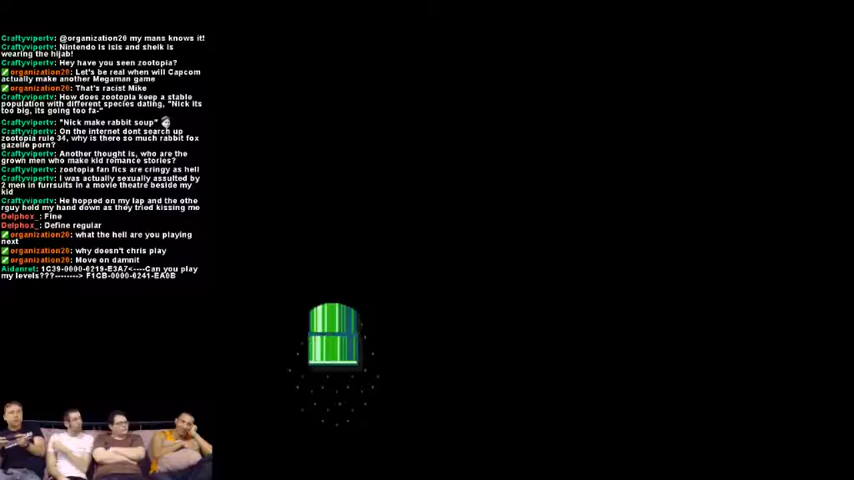 Craftyvipertv: @organization20 my mans knows it!
Craftyvipertv: Nintendo is isis and sheik is
wearing the hijab!
Craftyvipertv: Hey have you seen zootopia?
organization20: Let's be real when will Capcom
actually make another Megaman game
organization20: That's racist Mike
Craftyvipertv: How does zootopia keep a stable
population with different species dating, "Nick its
too big, its going too fa-"
Craftyvipertv: "Nick make rabbit soup"
Craftyvipertv: On the internet dont search up
zootopia rule 34, why is there so much rabbit fox
gazelle porn?
Craftyvipertv: Another thought is, who are the
grown men who make kid romance stories?
Craftyvipertv: zootopia fan fics are cringy as hell
Craftyvipertv: I was actually sexually assulted by
2 men in furrsuits in a movie theatre beside my
kid
Craftyvipertv: He hopped on my lap and the othe
rguy held my hand down as they tried kissing me
Delphox_: Fine
Delphox_: Define regular
organization20: what the hell are you playing
next
organization20: why doesn't chris play
organization20: Move on damnit
Aidanret: 1C39-0000-0219-E3A7<----Can you play
my levels???--------> F1CB-0000-0241-EA0B